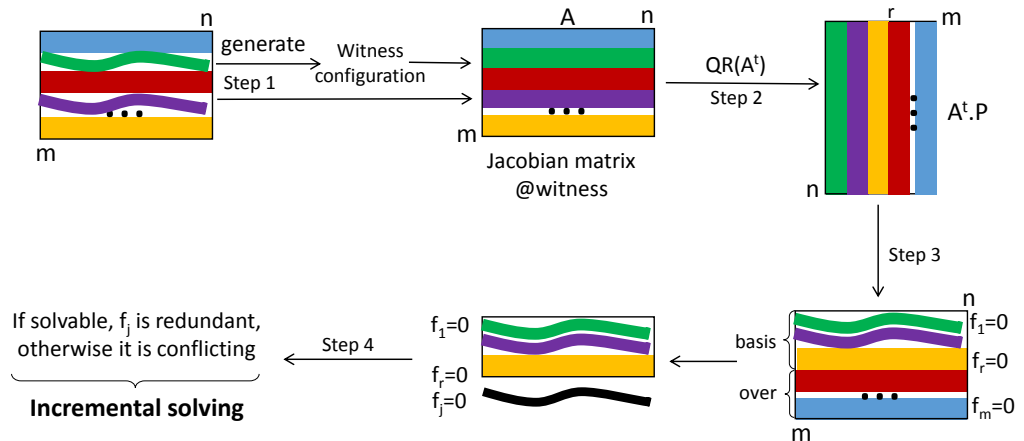 n
generate
Step 1
m
Witness
configuration
A
n
m
Jacobian matrix
@witness
QR(Aᵗ)
Step 2
r
m
n
Aᵗ.P
Step 3
n
basis
over
f₁=0
fᵣ=0
fₘ=0
m
f₁=0
fᵣ=0
fⱼ=0
Step 4
If solvable, fⱼ is redundant,
otherwise it is conflicting
Incremental solving